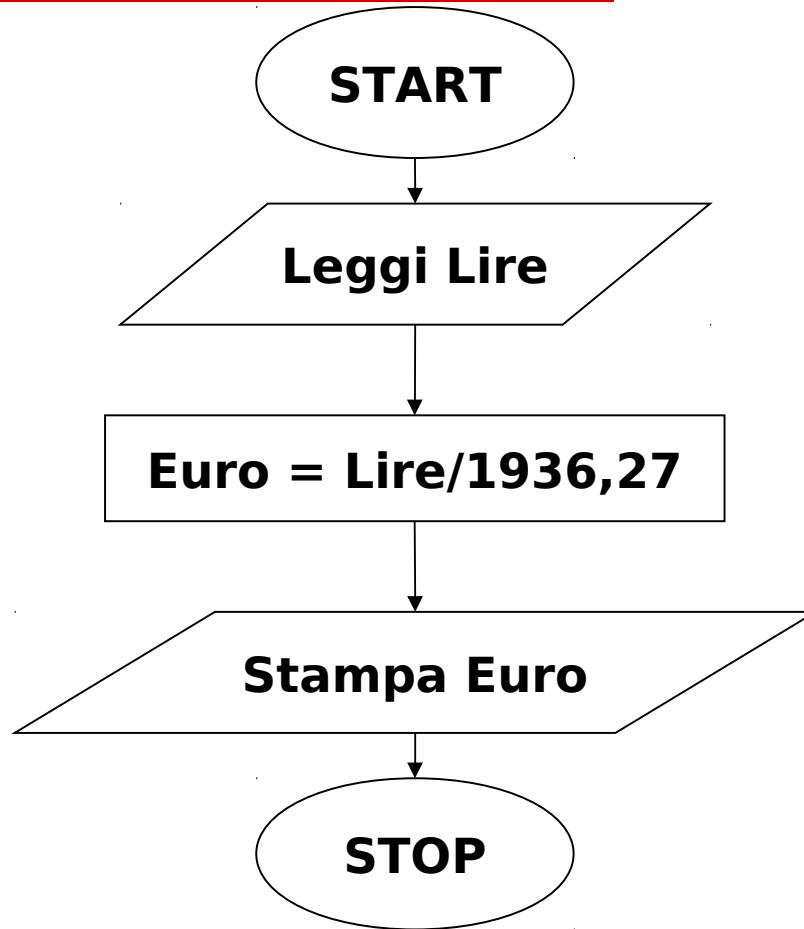 START
Leggi Lire
Euro = Lire/1936,27
Stampa Euro
STOP